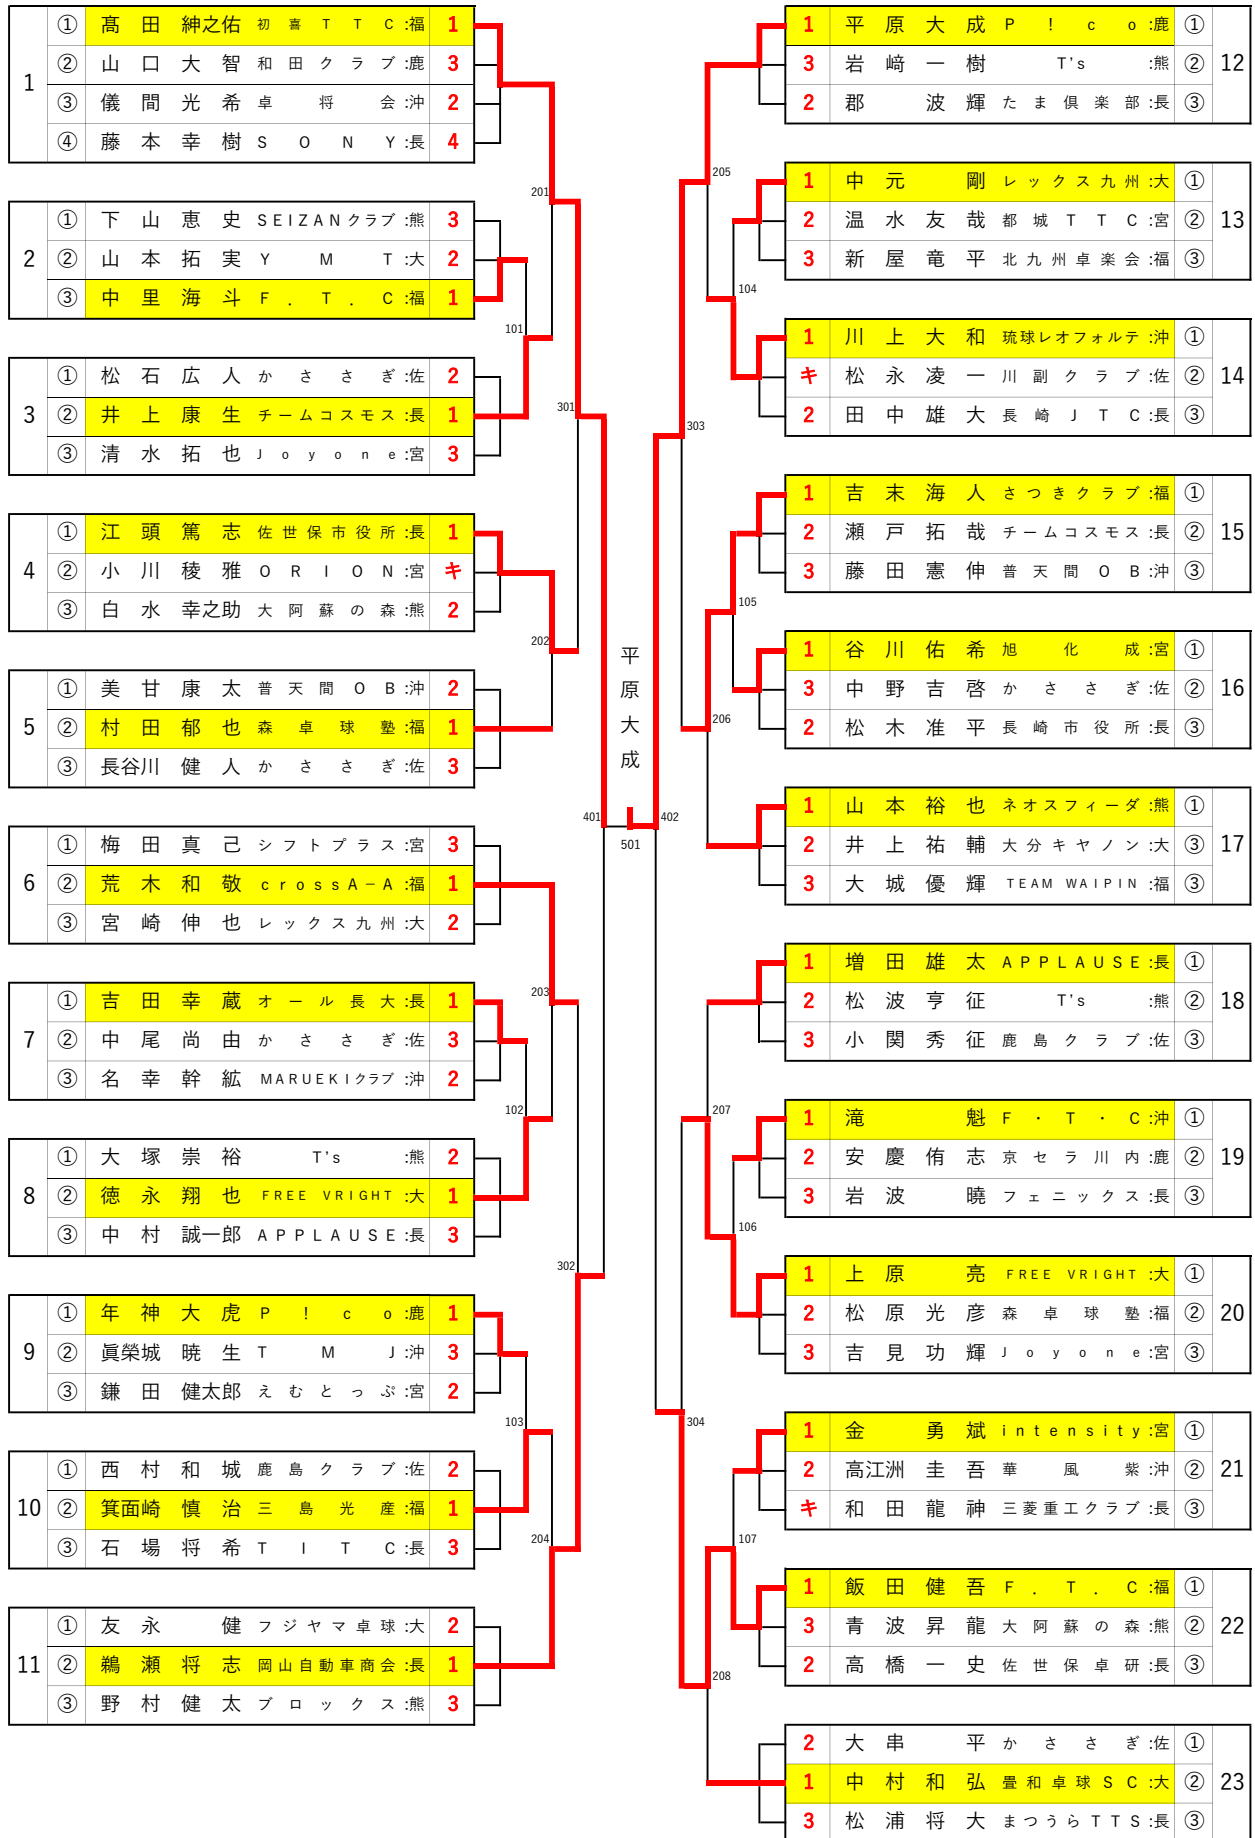 1
① 髙田 紳之佑 初喜TTC :福 1
② 山口大智 和田クラブ :鹿 3
③ 儀間光希 卓将会 :沖 2
④ 藤本幸樹 SONY :長 4
2
① 下山恵史 SEIZANクラブ :熊 3
② 山本拓実 YMT :大 2
③ 中里海斗 F.T.C :福 1
3
① 松石広人 かささぎ :佐 2
② 井上康生 チームコスモス :長 1
③ 清水拓也 Joyone :宮 3
4
① 江頭篤志 佐世保市役所 :長 1
② 小川稜雅 ORION :宮 キ
③ 白水 幸之助 大阿蘇の森 :熊 2
5
① 美甘康太 普天間OB :沖 2
② 村田郁也 森卓球塾 :福 1
③ 長谷川 健人 かささぎ :佐 3
6
① 梅田真己 シフトプラス :宮 3
② 荒木和敬 crossA-A :福 1
③ 宮崎伸也 レックス九州 :大 2
7
① 吉田幸蔵 オール長大 :長 1
② 中尾尚由 かささぎ :佐 3
③ 名幸幹紘 MARUEKIクラブ :沖 2
8
① 大塚崇裕 T's :熊 2
② 徳永翔也 FREE VRIGHT :大 1
③ 中村 誠一郎 APPLAUSE :長 3
9
① 年神大虎 P!co :鹿 1
② 眞榮城 暁生 TMJ :沖 3
③ 鎌田 健太郎 えむとっぷ :宮 2
10
① 西村和城 鹿島クラブ :佐 2
② 箕面崎 慎治 三島光産 :福 1
③ 石場将希 TITC :長 3
11
① 友永 健 フジヤマ卓球 :大 2
② 鵜瀬将志 岡山自動車商会 :長 1
③ 野村健太 ブロックス :熊 3
201
101
301
202
401
203
102
302
103
204
平原大成
501
402
205
104
303
105
206
207
106
304
107
208
1 平原大成 P!co :鹿 ①
3 岩﨑一樹 T's :熊 ②
2 郡 波輝 たま倶楽部 :長 ③
12
1 中元 剛 レックス九州 :大 ①
2 温水友哉 都城TTC :宮 ②
3 新屋竜平 北九州卓楽会 :福 ③
13
1 川上大和 琉球レオフォルテ :沖 ①
キ 松永凌一 川副クラブ :佐 ②
2 田中雄大 長崎JTC :長 ③
14
1 吉末海人 さつきクラブ :福 ①
2 瀬戸拓哉 チームコスモス :長 ②
3 藤田憲伸 普天間OB :沖 ③
15
1 谷川佑希 旭化成 :宮 ①
3 中野吉啓 かささぎ :佐 ②
2 松木准平 長崎市役所 :長 ③
16
1 山本裕也 ネオスフィーダ :熊 ①
2 井上祐輔 大分キヤノン :大 ③
3 大城優輝 TEAM WAIPIN :福 ③
17
1 増田雄太 APPLAUSE :長 ①
2 松波亨征 T's :熊 ②
3 小関秀征 鹿島クラブ :佐 ③
18
1 滝 魁 F・T・C :沖 ①
2 安慶侑志 京セラ川内 :鹿 ②
3 岩波 曉 フェニックス :長 ③
19
1 上原 亮 FREE VRIGHT :大 ①
2 松原光彦 森卓球塾 :福 ②
3 吉見功輝 Joyone :宮 ③
20
1 金 勇斌 intensity :宮 ①
2 高江洲 圭吾 華風紫 :沖 ②
キ 和田龍神 三菱重工クラブ :長 ③
21
1 飯田健吾 F.T.C :福 ①
3 青波昇龍 大阿蘇の森 :熊 ②
2 高橋一史 佐世保卓研 :長 ③
22
2 大串 平 かささぎ :佐 ①
1 中村和弘 畳和卓球SC :大 ②
3 松浦将大 まつうらTTS :長 ③
23